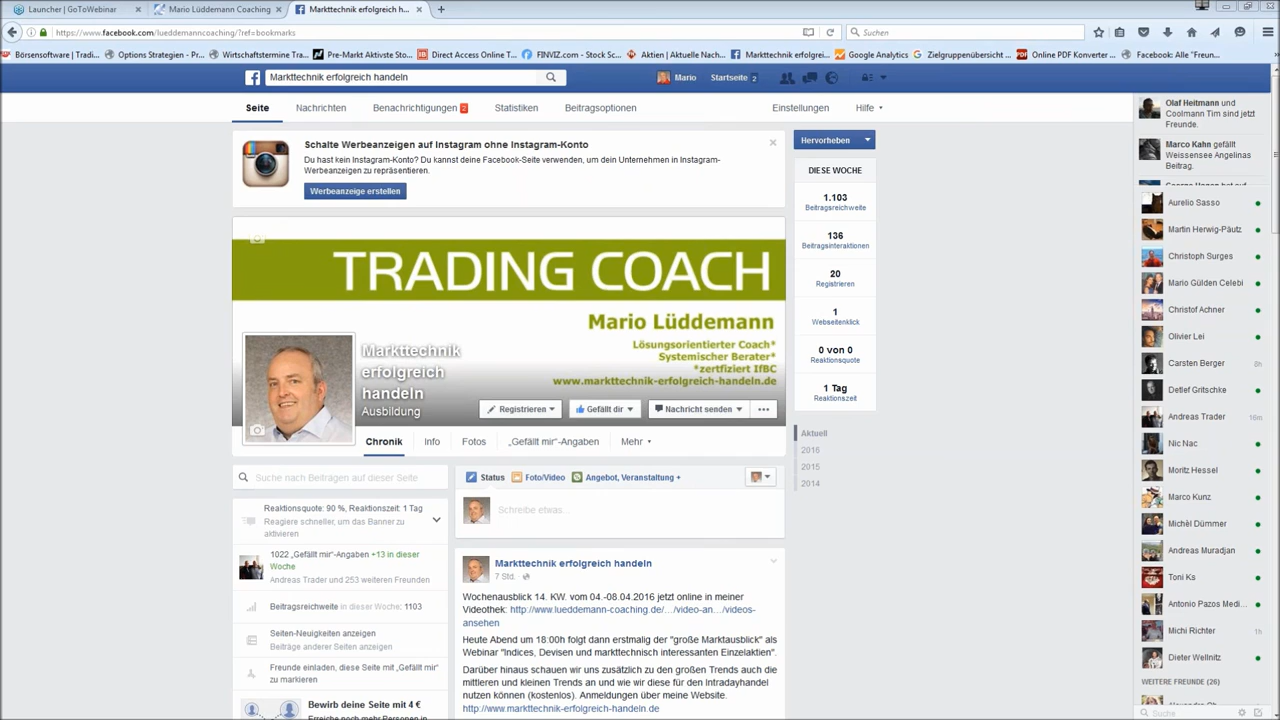 Launcher | GoToWebinar
Mario Lüddemann Coaching
Markttechnik erfolgreich h...
https://www.facebook.com/lueddemanncoaching/?ref=bookmarks
Suchen
Börsensoftware | Tradi...
Options Strategien - Pr...
Wirtschaftstermine Tra...
Pre-Markt Aktivste Sto...
Direct Access Online T...
FINVIZ.com - Stock Sc...
Aktien | Aktuelle Nach...
Markttechnik erfolgrei...
Google Analytics
Zielgruppenübersicht ...
Online PDF Konverter ...
Facebook: Alle "Freun...
Markttechnik erfolgreich handeln
Mario
Startseite 2
Seite
Nachrichten
Benachrichtigungen 2
Statistiken
Beitragsoptionen
Einstellungen
Hilfe
Schalte Werbeanzeigen auf Instagram ohne Instagram-Konto
Du hast kein Instagram-Konto? Du kannst deine Facebook-Seite verwenden, um dein Unternehmen in Instagram-
Werbeanzeigen zu repräsentieren.
Werbeanzeige erstellen
TRADING COACH
Mario Lüddemann
Lösungsorientierter Coach*
Systemischer Berater*
*zertfiziert IfBC
www.markttechnik-erfolgreich-handeln.de
Markttechnik
erfolgreich
handeln
Ausbildung
Registrieren
Gefällt dir
Nachricht senden
Chronik
Info
Fotos
„Gefällt mir“-Angaben
Mehr
Hervorheben
DIESE WOCHE
1.103
Beitragsreichweite
136
Beitragsinteraktionen
20
Registrieren
1
Webseitenklick
0 von 0
Reaktionsquote
1 Tag
Reaktionszeit
Aktuell
2016
2015
2014
Suche nach Beiträgen auf dieser Seite
Reaktionsquote: 90 %, Reaktionszeit: 1 Tag
Reagiere schneller, um das Banner zu
aktivieren
1022 „Gefällt mir“-Angaben +13 in dieser
Woche
Andreas Trader und 253 weiteren Freunden
Beitragsreichweite in dieser Woche: 1103
Seiten-Neuigkeiten anzeigen
Beiträge anderer Seiten anzeigen
Freunde einladen, diese Seite mit „Gefällt mir“
zu markieren
Bewirb deine Seite mit 4 €
Erreiche noch mehr Personen in
Status
Foto/Video
Angebot, Veranstaltung +
Schreibe etwas...
Markttechnik erfolgreich handeln
7 Std.
Wochenausblick 14. KW. vom 04.-08.04.2016 jetzt online in meiner
Videothek: http://www.lueddemann-coaching.de/.../video-an.../videos-
ansehen
Heute Abend um 18:00h folgt dann erstmalig der "große Marktausblick" als
Webinar "Indices, Devisen und markttechnisch interessanten Einzelaktien".
Darüber hinaus schauen wir uns zusätzlich zu den großen Trends auch die
mittleren und kleinen Trends an und wie wir diese für den Intradayhandel
nutzen können (kostenlos). Anmeldungen über meine Website.
http://www.markttechnik-erfolgreich-handeln.de
Olaf Heitmann und
Coolmann Tim sind jetzt
Freunde.
Marco Kahn gefällt
Weissensee Angelinas
Beitrag.
Aurelio Sasso
Martin Herwig-Päutz
Christoph Surges
Mario Gülden Celebi
Christof Achner
Olivier Lei
Carsten Berger 2h
Detlef Gritschke
Andreas Trader 16m
Nic Nac
Moritz Hessel
Marco Kunz
Michèl Dümmer
Andreas Muradjan
Toni Ks
Antonio Pazos Medi...
Michi Richter 1h
Dieter Wellnitz
WEITERE FREUNDE (26)
Suche